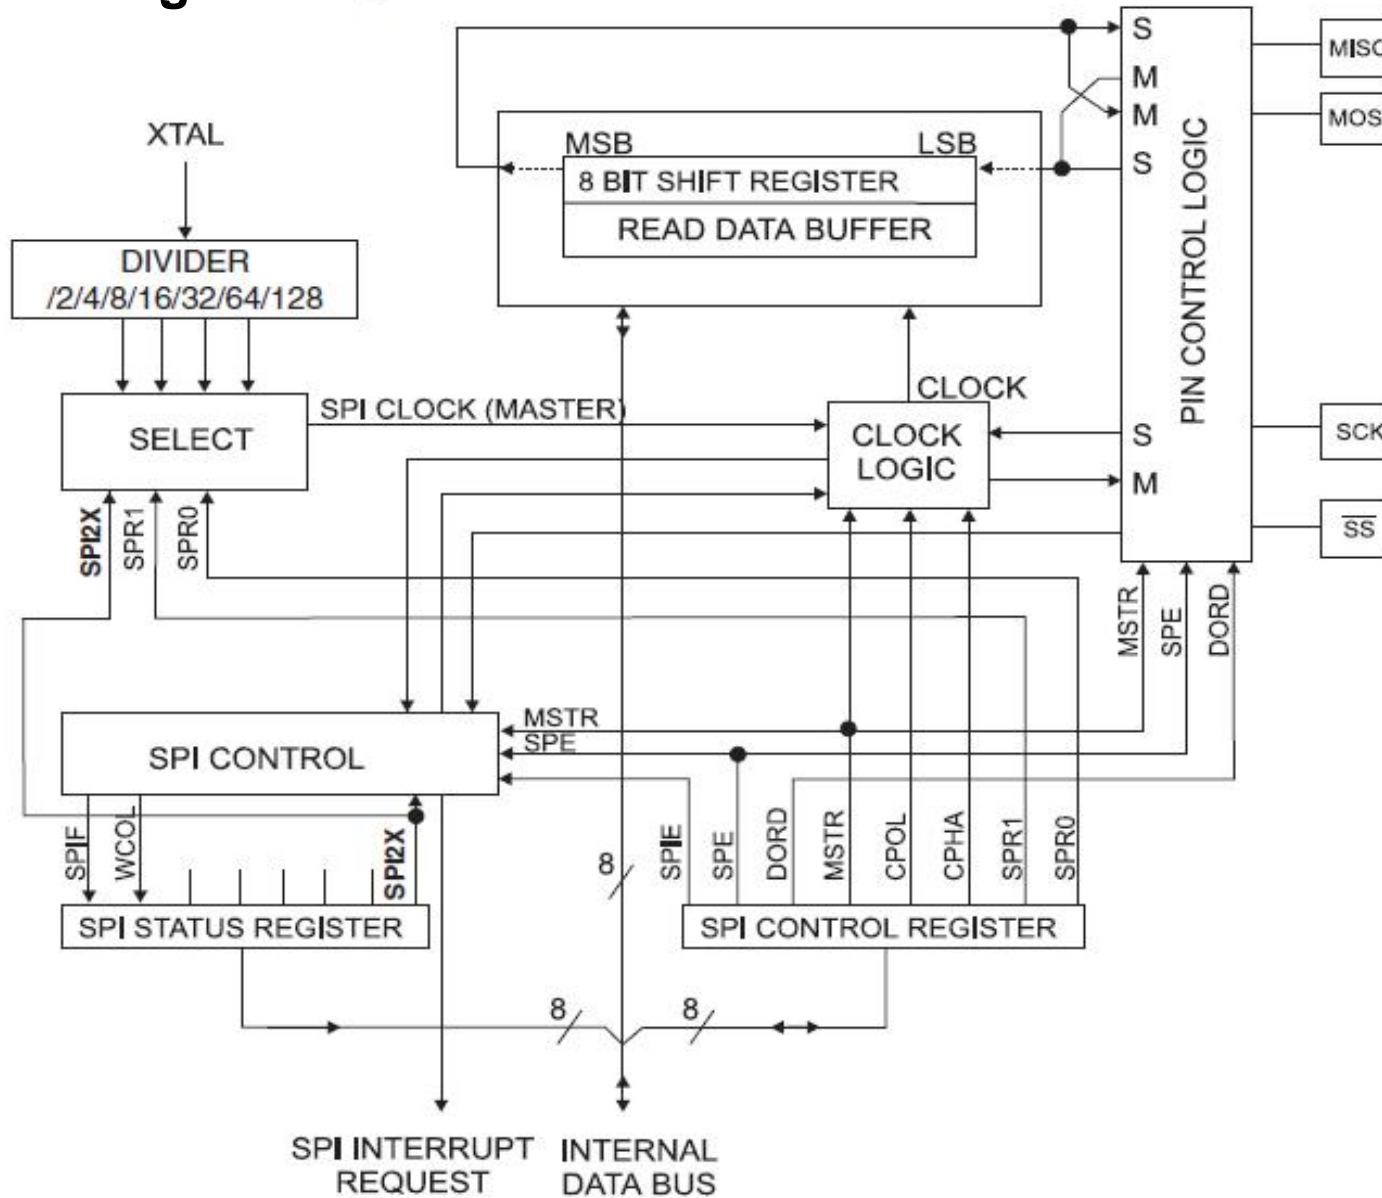 S
MISO
M
M
MOS
XTAL
MSB
LSB
S
8 BIT SHIFT REGISTER
READ DATA BUFFER
PIN CONTROL LOGIC
DIVIDER
/2/4/8/16/32/64/128
CLOCK
SPI CLOCK (MASTER)
SELECT
CLOCK
LOGIC
S
SCK
M
SPI2X
SPR1
SPR0
SS
MSTR
SPE
DORD
MSTR
SPE
SPI CONTROL
SPIF
WCOL
SPI2X
8
SPIE
SPE
DORD
MSTR
CPOL
CPHA
SPR1
SPR0
SPI STATUS REGISTER
SPI CONTROL REGISTER
8
8
SPI INTERRUPT
REQUEST
INTERNAL
DATA BUS